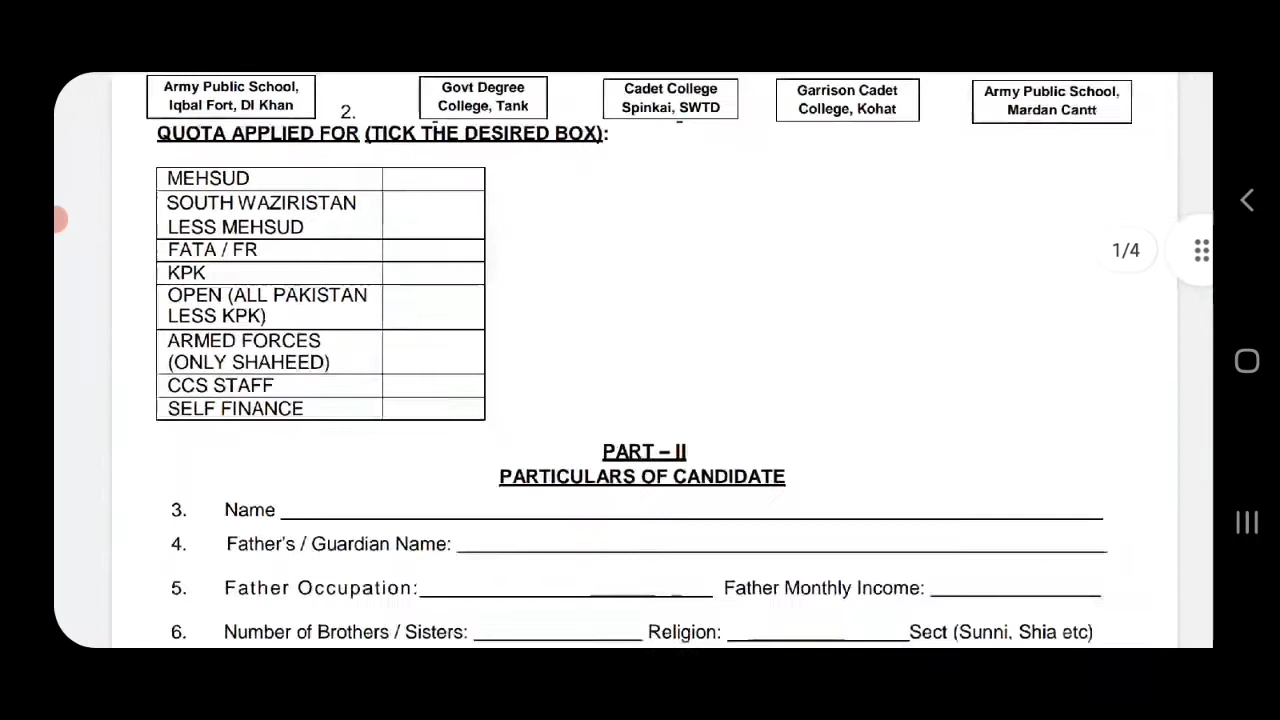 Army Public School,
Iqbal Fort, DI Khan
Govt Degree
College, Tank
Cadet College
Spinkai, SWTD
Garrison Cadet
College, Kohat
Army Public School,
Mardan Cantt
2.
QUOTA APPLIED FOR (TICK THE DESIRED BOX):
MEHSUD
SOUTH WAZIRISTAN
LESS MEHSUD
FATA / FR
KPK
OPEN (ALL PAKISTAN
LESS KPK)
ARMED FORCES
(ONLY SHAHEED)
CCS STAFF
SELF FINANCE
1/4
PART – II
PARTICULARS OF CANDIDATE
3. Name
4. Father's / Guardian Name:
5. Father Occupation: Father Monthly Income:
6. Number of Brothers / Sisters: Religion: Sect (Sunni, Shia etc)